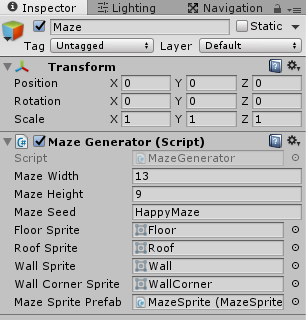 Inspector Lighting Navigation
Maze Static
Tag Untagged Layer Default
Transform
Position X 0 Y 0 Z 0
Rotation X 0 Y 0 Z 0
Scale X 1 Y 1 Z 1
Maze Generator (Script)
Script MazeGenerator
Maze Width 13
Maze Height 9
Maze Seed HappyMaze
Floor Sprite Floor
Roof Sprite Roof
Wall Sprite Wall
Wall Corner Sprite WallCorner
Maze Sprite Prefab MazeSprite (MazeSprite